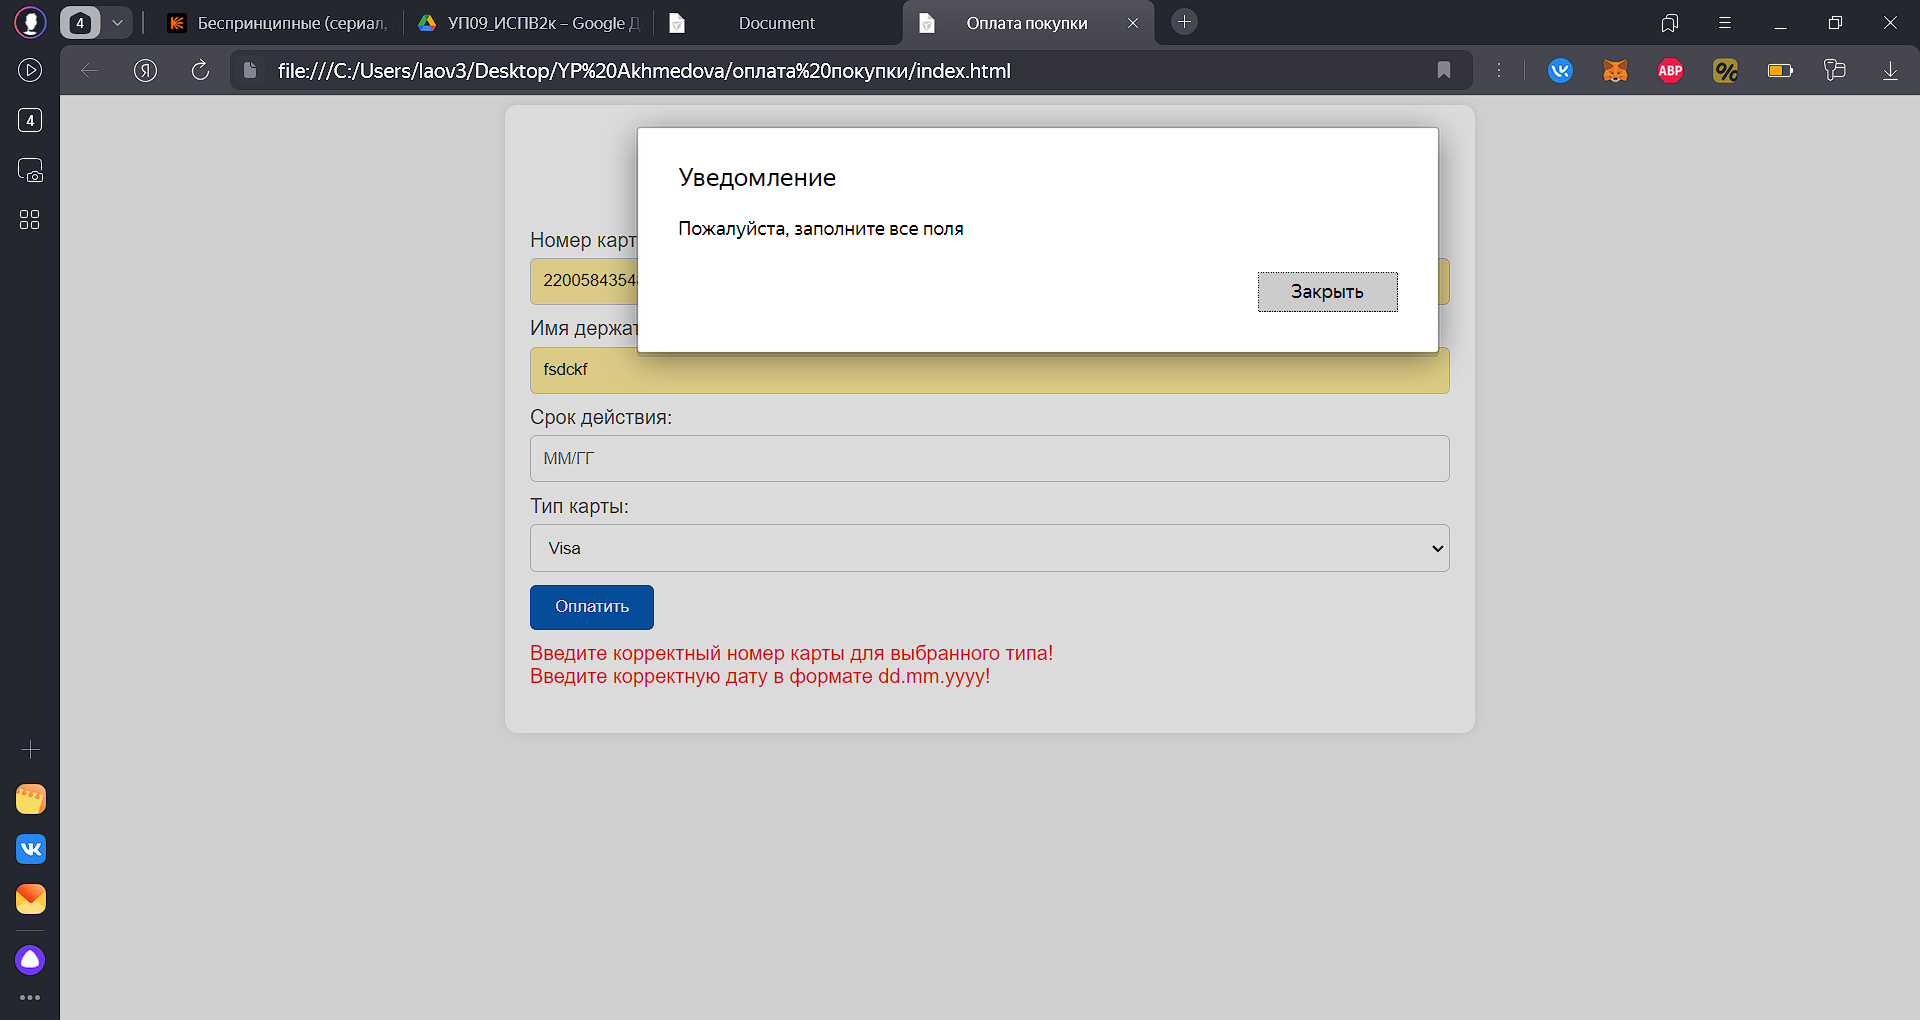 4
Беспринципные (сериал,
УП09_ИСПВ2к – Google Д
Document
Оплата покупки
Я
file:///C:/Users/laov3/Desktop/YP%20Akhmedova/оплата%20покупки/index.html
ABP
%
4
Уведомление
Пожалуйста, заполните все поля
Закрыть
Номер карт
2200584354
Имя держат
fsdckf
Срок действия:
ММ/ГГ
Тип карты:
Visa
Оплатить
Введите корректный номер карты для выбранного типа!
Введите корректную дату в формате dd.mm.yyyy!